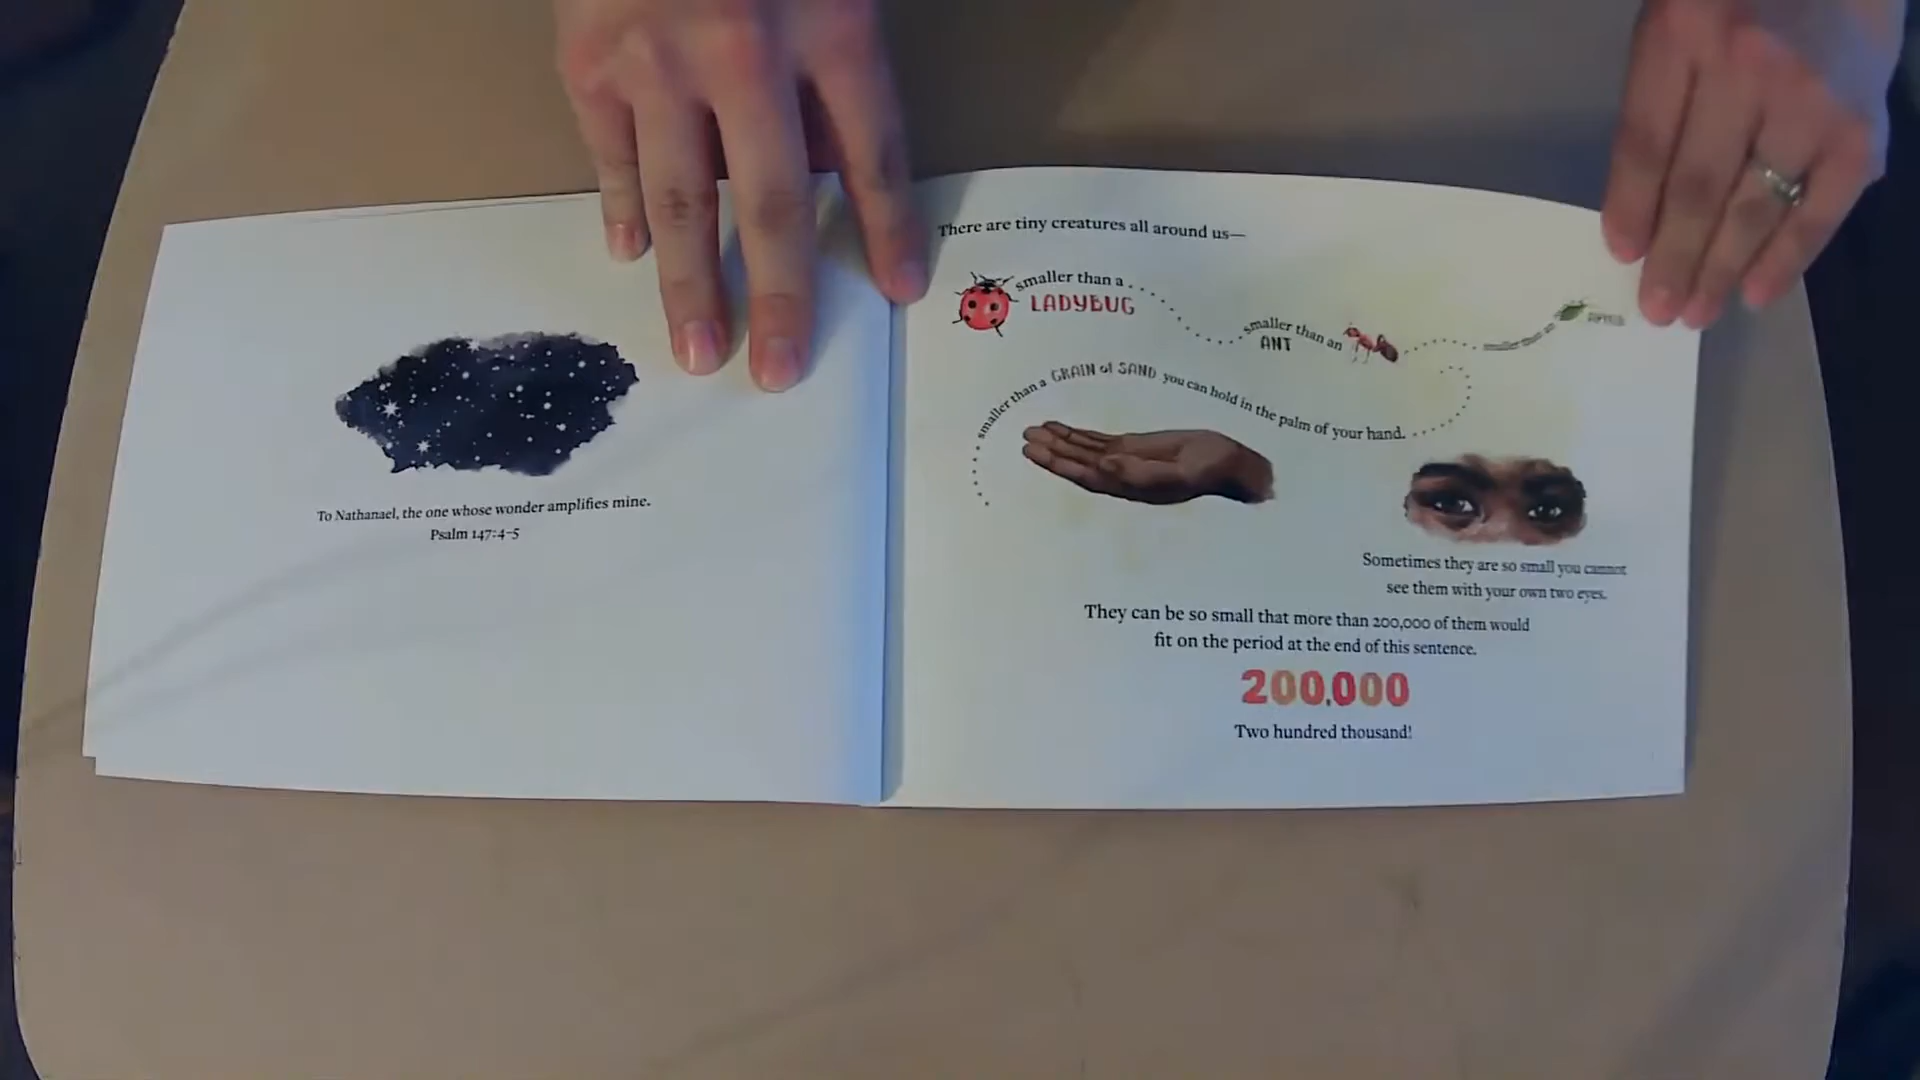 To Nathanael, the one whose wonder amplifies mine.
Psalm 147:4-5
There are tiny creatures all around us—
smaller than a
LADYBUG
smaller than an
ANT
smaller than an
APHID
smaller than a GRAIN of SAND you can hold in the palm of your hand.
Sometimes they are so small you cannot
see them with your own two eyes.
They can be so small that more than 200,000 of them would
fit on the period at the end of this sentence.
200,000
Two hundred thousand!